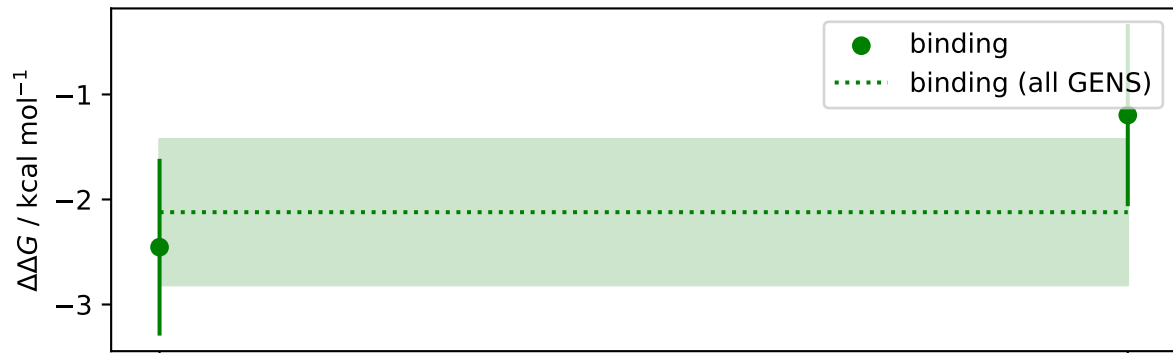 binding
binding (all GENS)
−1
−2
−3
ΔΔG / kcal mol⁻¹